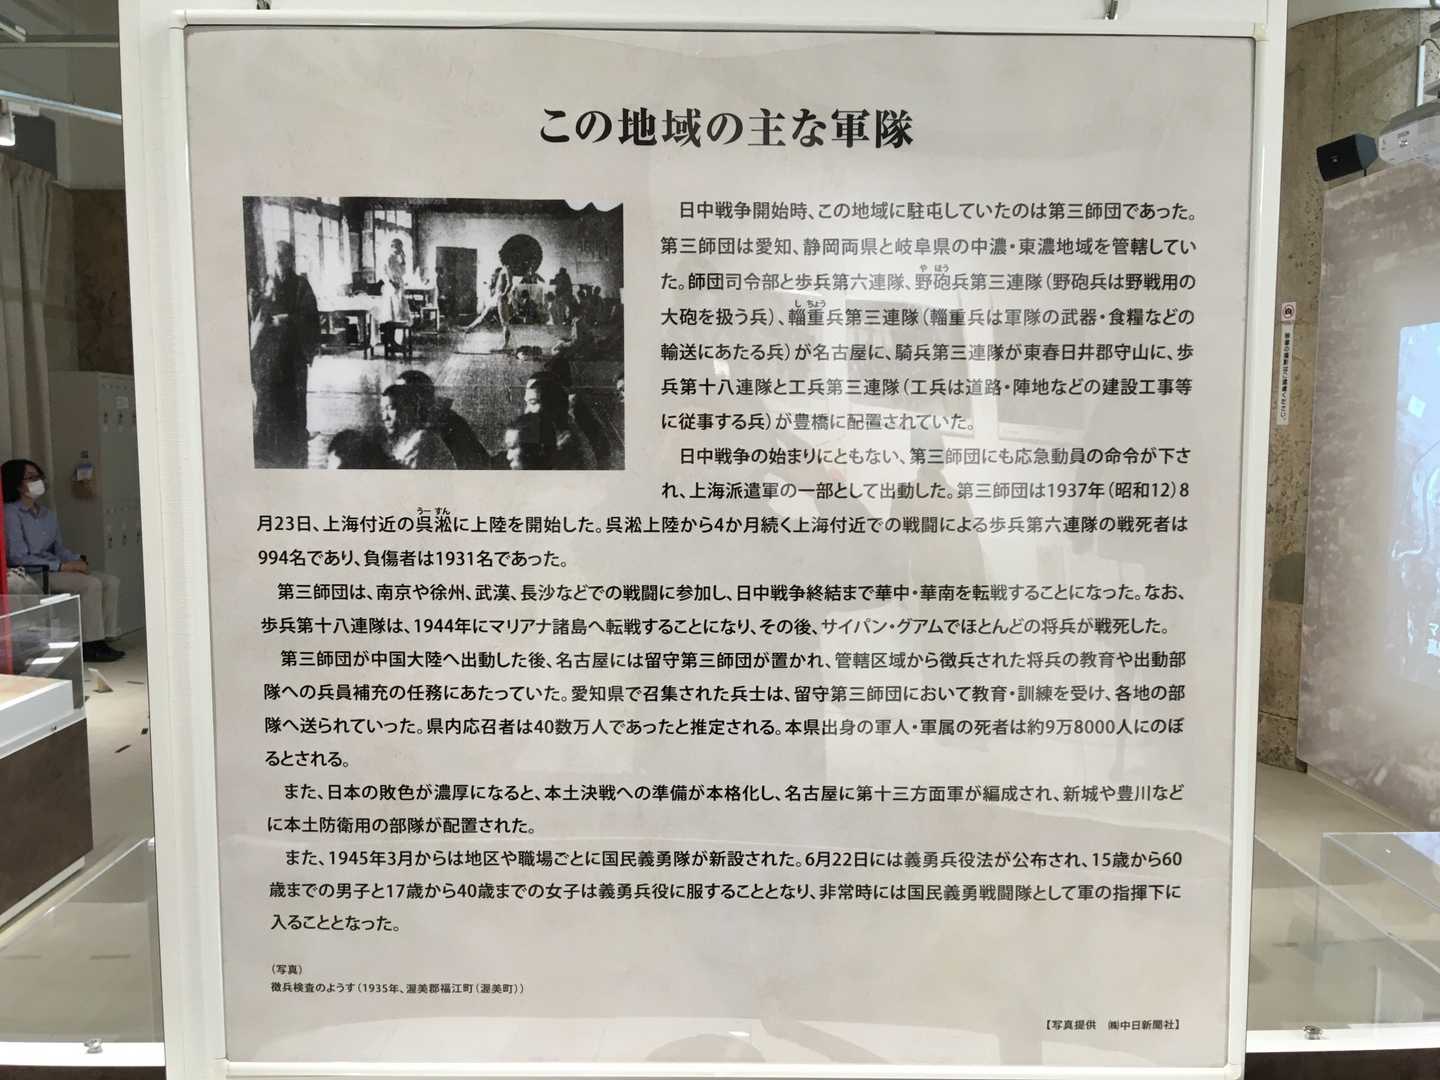 この地域の主な軍隊
日中戦争開始時、この地域に駐屯していたのは第三師団であった。
第三師団は愛知、静岡両県と岐阜県の中濃・東濃地域を管轄してい
た。師団司令部と歩兵第六連隊、野砲兵第三連隊(野砲兵は野戦用の
大砲を扱う兵)、輜重兵第三連隊(輜重兵は軍隊の武器・食糧などの
輸送にあたる兵)が名古屋に、騎兵第三連隊が東春日井郡守山に、歩
兵第十八連隊と工兵第三連隊(工兵は道路・陣地などの建設工事等
に従事する兵)が豊橋に配置されていた。
日中戦争の始まりにともない、第三師団にも応急動員の命令が下さ
れ、上海派遣軍の一部として出動した。第三師団は1937年(昭和12)8
月23日、上海付近の呉淞に上陸を開始した。呉淞上陸から4か月続く上海付近での戦闘による歩兵第六連隊の戦死者は
994名であり、負傷者は1931名であった。
第三師団は、南京や徐州、武漢、長沙などでの戦闘に参加し、日中戦争終結まで華中・華南を転戦することになった。なお、
歩兵第十八連隊は、1944年にマリアナ諸島へ転戦することになり、その後、サイパン・グアムでほとんどの将兵が戦死した。
第三師団が中国大陸へ出動した後、名古屋には留守第三師団が置かれ、管轄区域から徴兵された将兵の教育や出動部
隊への兵員補充の任務にあたっていた。愛知県で召集された兵士は、留守第三師団において教育・訓練を受け、各地の部
隊へ送られていった。県内応召者は40数万人であったと推定される。本県出身の軍人・軍属の死者は約9万8000人にのぼ
るとされる。
また、日本の敗色が濃厚になると、本土決戦への準備が本格化し、名古屋に第十三方面軍が編成され、新城や豊川など
に本土防衛用の部隊が配置された。
また、1945年3月からは地区や職場ごとに国民義勇隊が新設された。6月22日には義勇兵役法が公布され、15歳から60
歳までの男子と17歳から40歳までの女子は義勇兵役に服することとなり、非常時には国民義勇戦闘隊として軍の指揮下に
入ることとなった。
(写真)
徴兵検査のようす(1935年、渥美郡福江町(渥美町))
【写真提供　㈱中日新聞社】